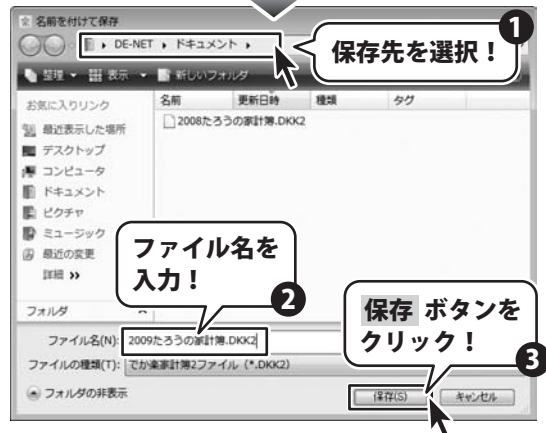 名前を付けて保存
1
DE-NET ▸ ドキュメント ▸
保存先を選択！
整理 表示 新しいフォルダ
お気に入りリンク
最近表示した場所
デスクトップ
コンピュータ
ドキュメント
ピクチャ
ミュージック
最近の変更
詳細 »
フォルダ
名前 更新日時 種類 タグ
2008たろうの家計簿.DKK2
ファイル名を
入力！
2
保存 ボタンを
クリック！
3
ファイル名(N): 2009たろうの家計簿.DKK2
ファイルの種類(T): でか楽家計簿2ファイル (*.DKK2)
フォルダの非表示
保存(S) キャンセル